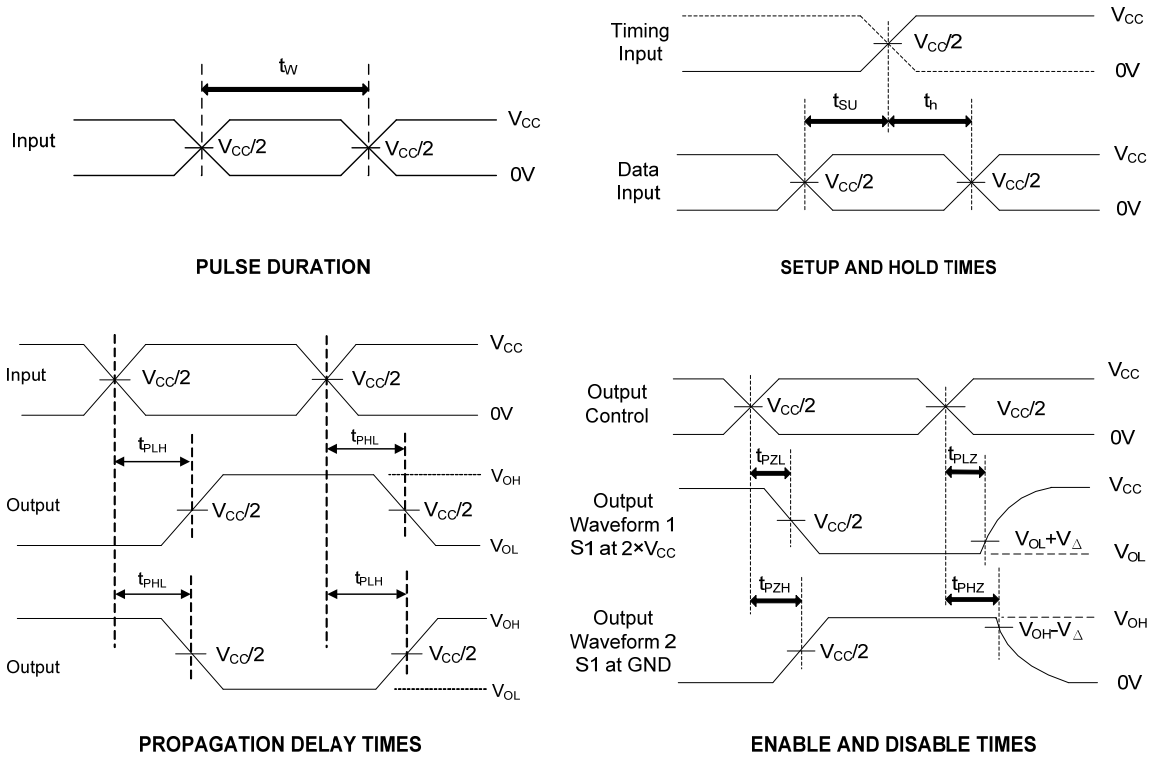 t_W
Input
V_CC/2
V_CC/2
V_CC
0V
PULSE DURATION
Timing
Input
V_CC/2
V_CC
0V
t_SU
t_h
Data
Input
V_CC/2
V_CC/2
V_CC
0V
SETUP AND HOLD TIMES
Input
V_CC/2
V_CC/2
V_CC
0V
t_PLH
t_PHL
Output
V_CC/2
V_CC/2
V_OH
V_OL
t_PHL
t_PLH
Output
V_CC/2
V_CC/2
V_OH
V_OL
PROPAGATION DELAY TIMES
Output
Control
V_CC/2
V_CC/2
V_CC
0V
t_PZL
t_PLZ
Output
Waveform 1
S1 at 2×V_CC
V_CC/2
V_OL+V_Δ
V_CC
V_OL
t_PZH
t_PHZ
Output
Waveform 2
S1 at GND
V_CC/2
V_OH-V_Δ
V_OH
0V
ENABLE AND DISABLE TIMES